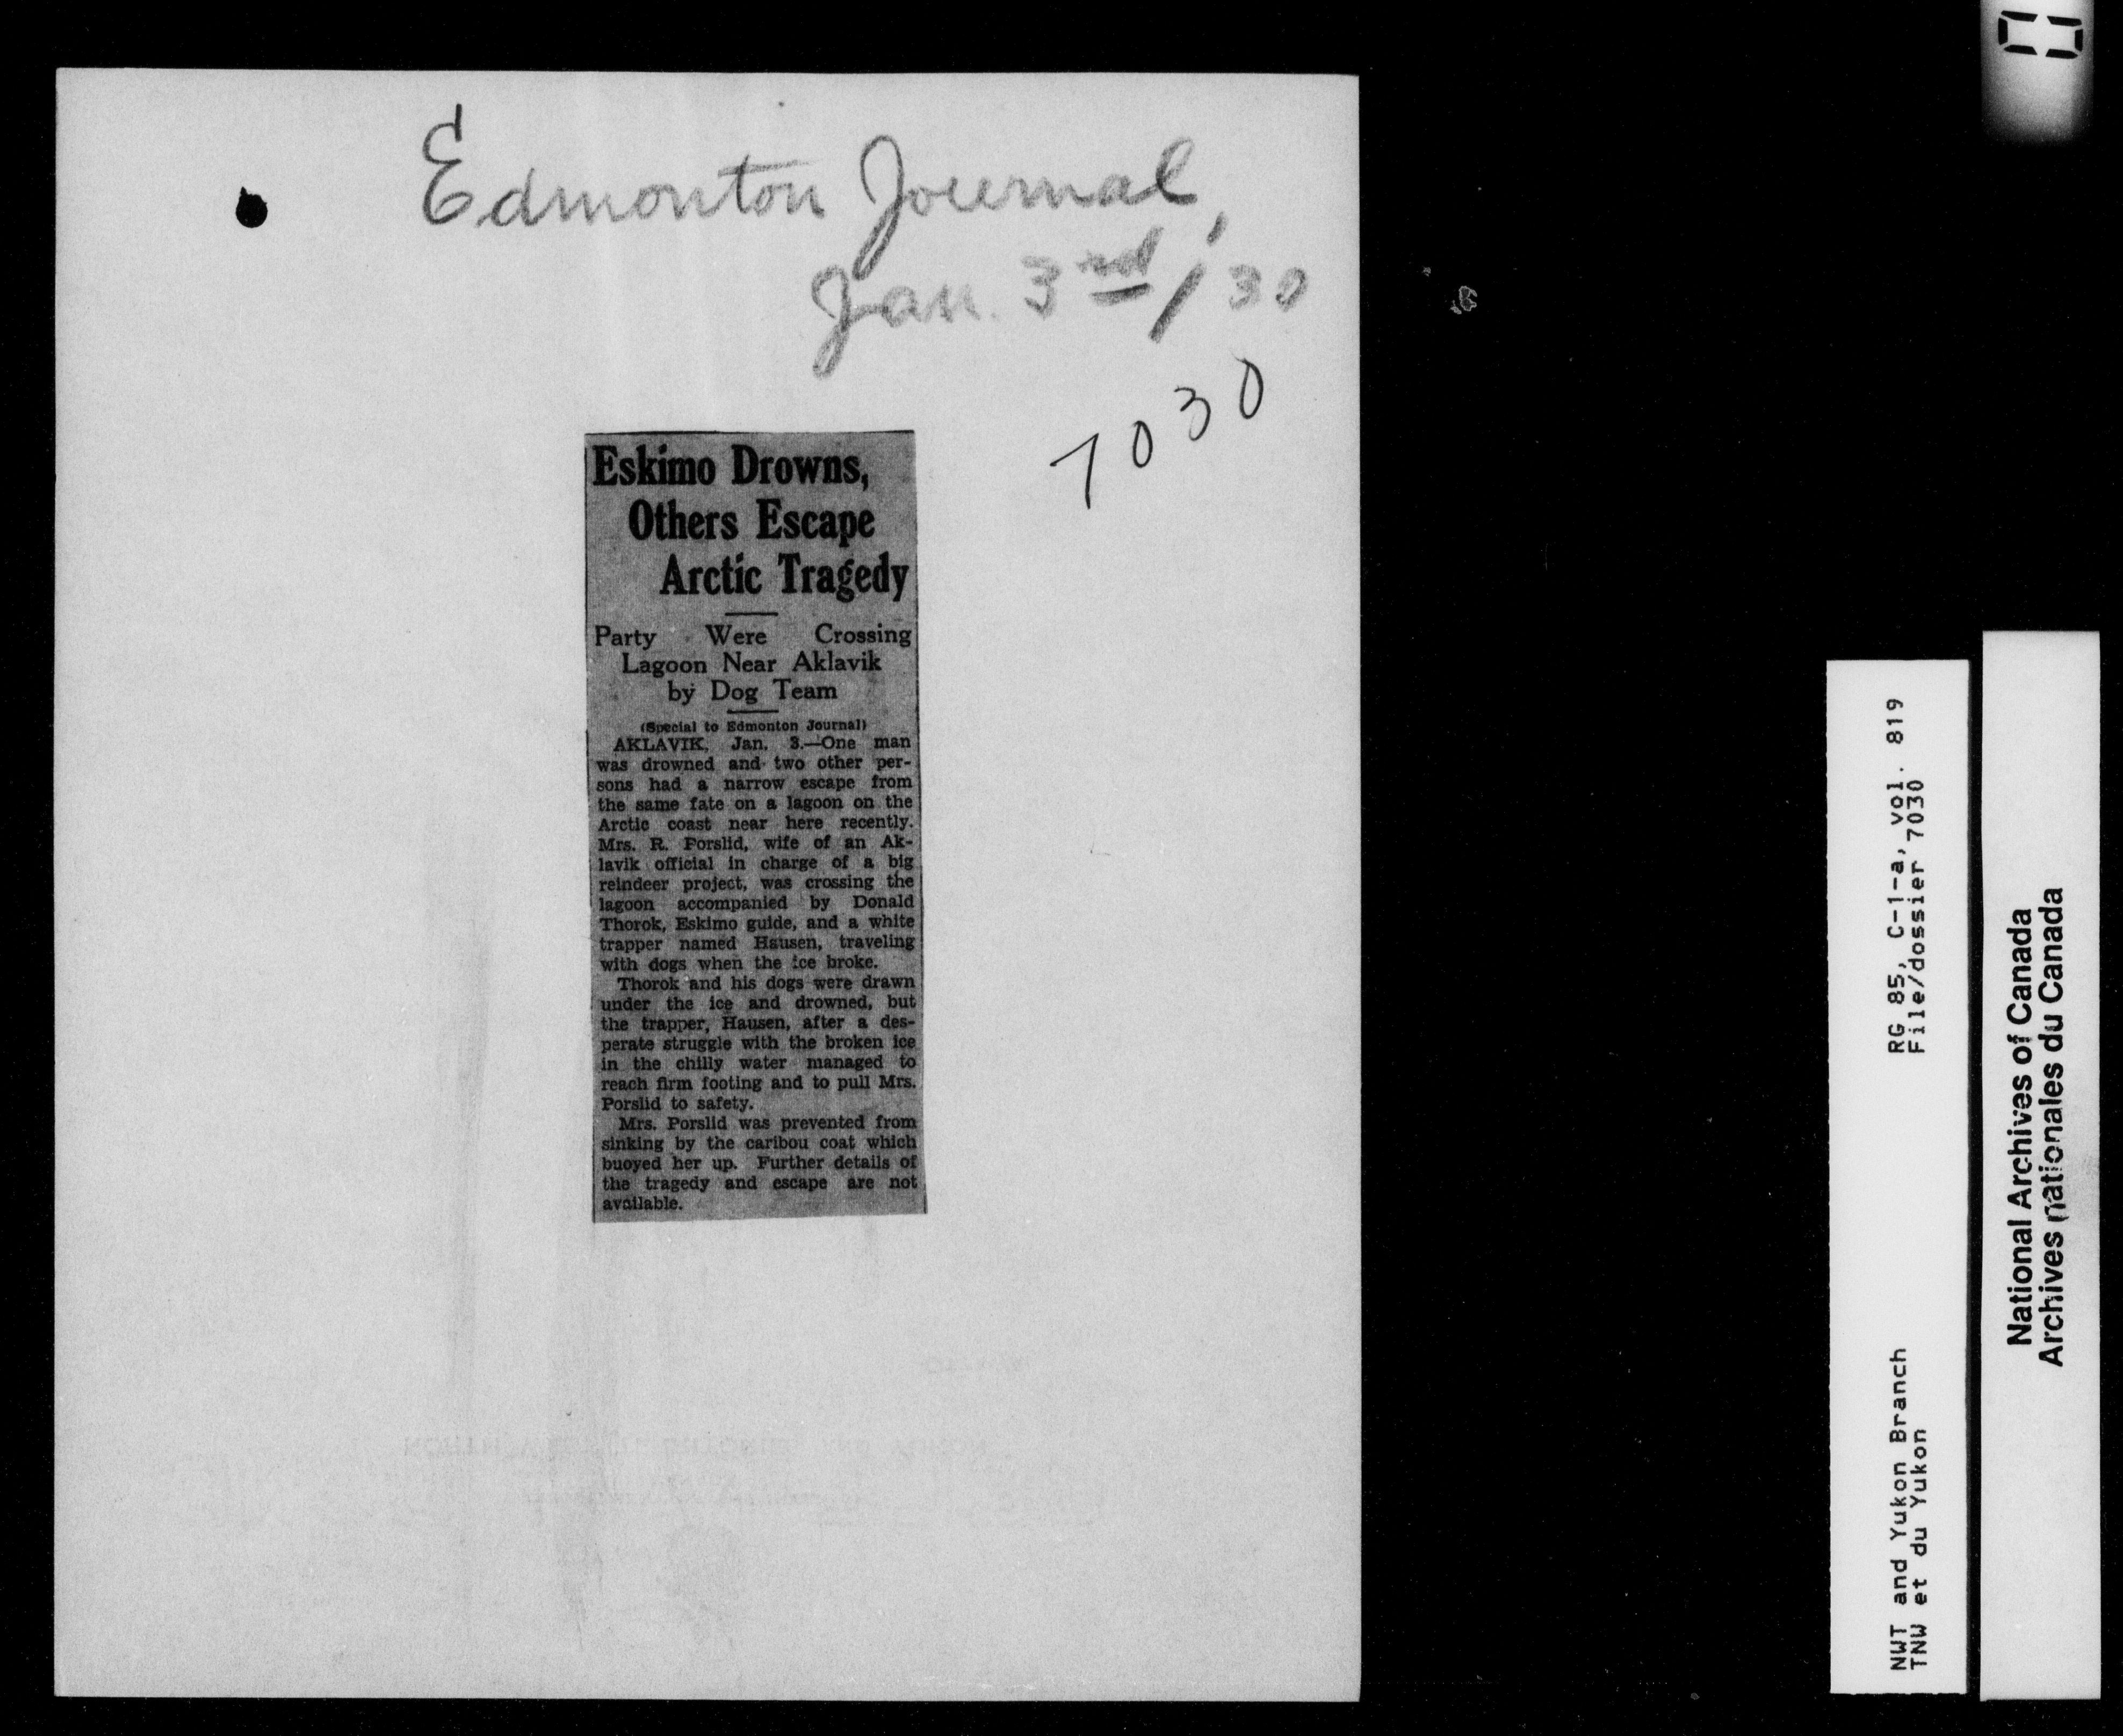 Edmonton Journal,
Jan. 3rd / 30
7030
Eskimo Drowns,
Others Escape
Arctic Tragedy
Party Were Crossing
Lagoon Near Aklavik
by Dog Team
(Special to Edmonton Journal)
AKLAVIK, Jan. 3.—One man
was drowned and two other per-
sons had a narrow escape from
the same fate on a lagoon on the
Arctic coast near here recently.
Mrs. R. Porslid, wife of an Ak-
lavik official in charge of a big
reindeer project, was crossing the
lagoon accompanied by Donald
Thorok, Eskimo guide, and a white
trapper named Hausen, traveling
with dogs when the ice broke.
Thorok and his dogs were drawn
under the ice and drowned, but
the trapper, Hausen, after a des-
perate struggle with the broken ice
in the chilly water managed to
reach firm footing and to pull Mrs.
Porslid to safety.
Mrs. Porslid was prevented from
sinking by the caribou coat which
buoyed her up. Further details of
the tragedy and escape are not
available.
NWT and Yukon Branch RG 85, C-1-a, vol. 819
TNW et du Yukon File/dossier 7030
National Archives of Canada
Archives nationales du Canada